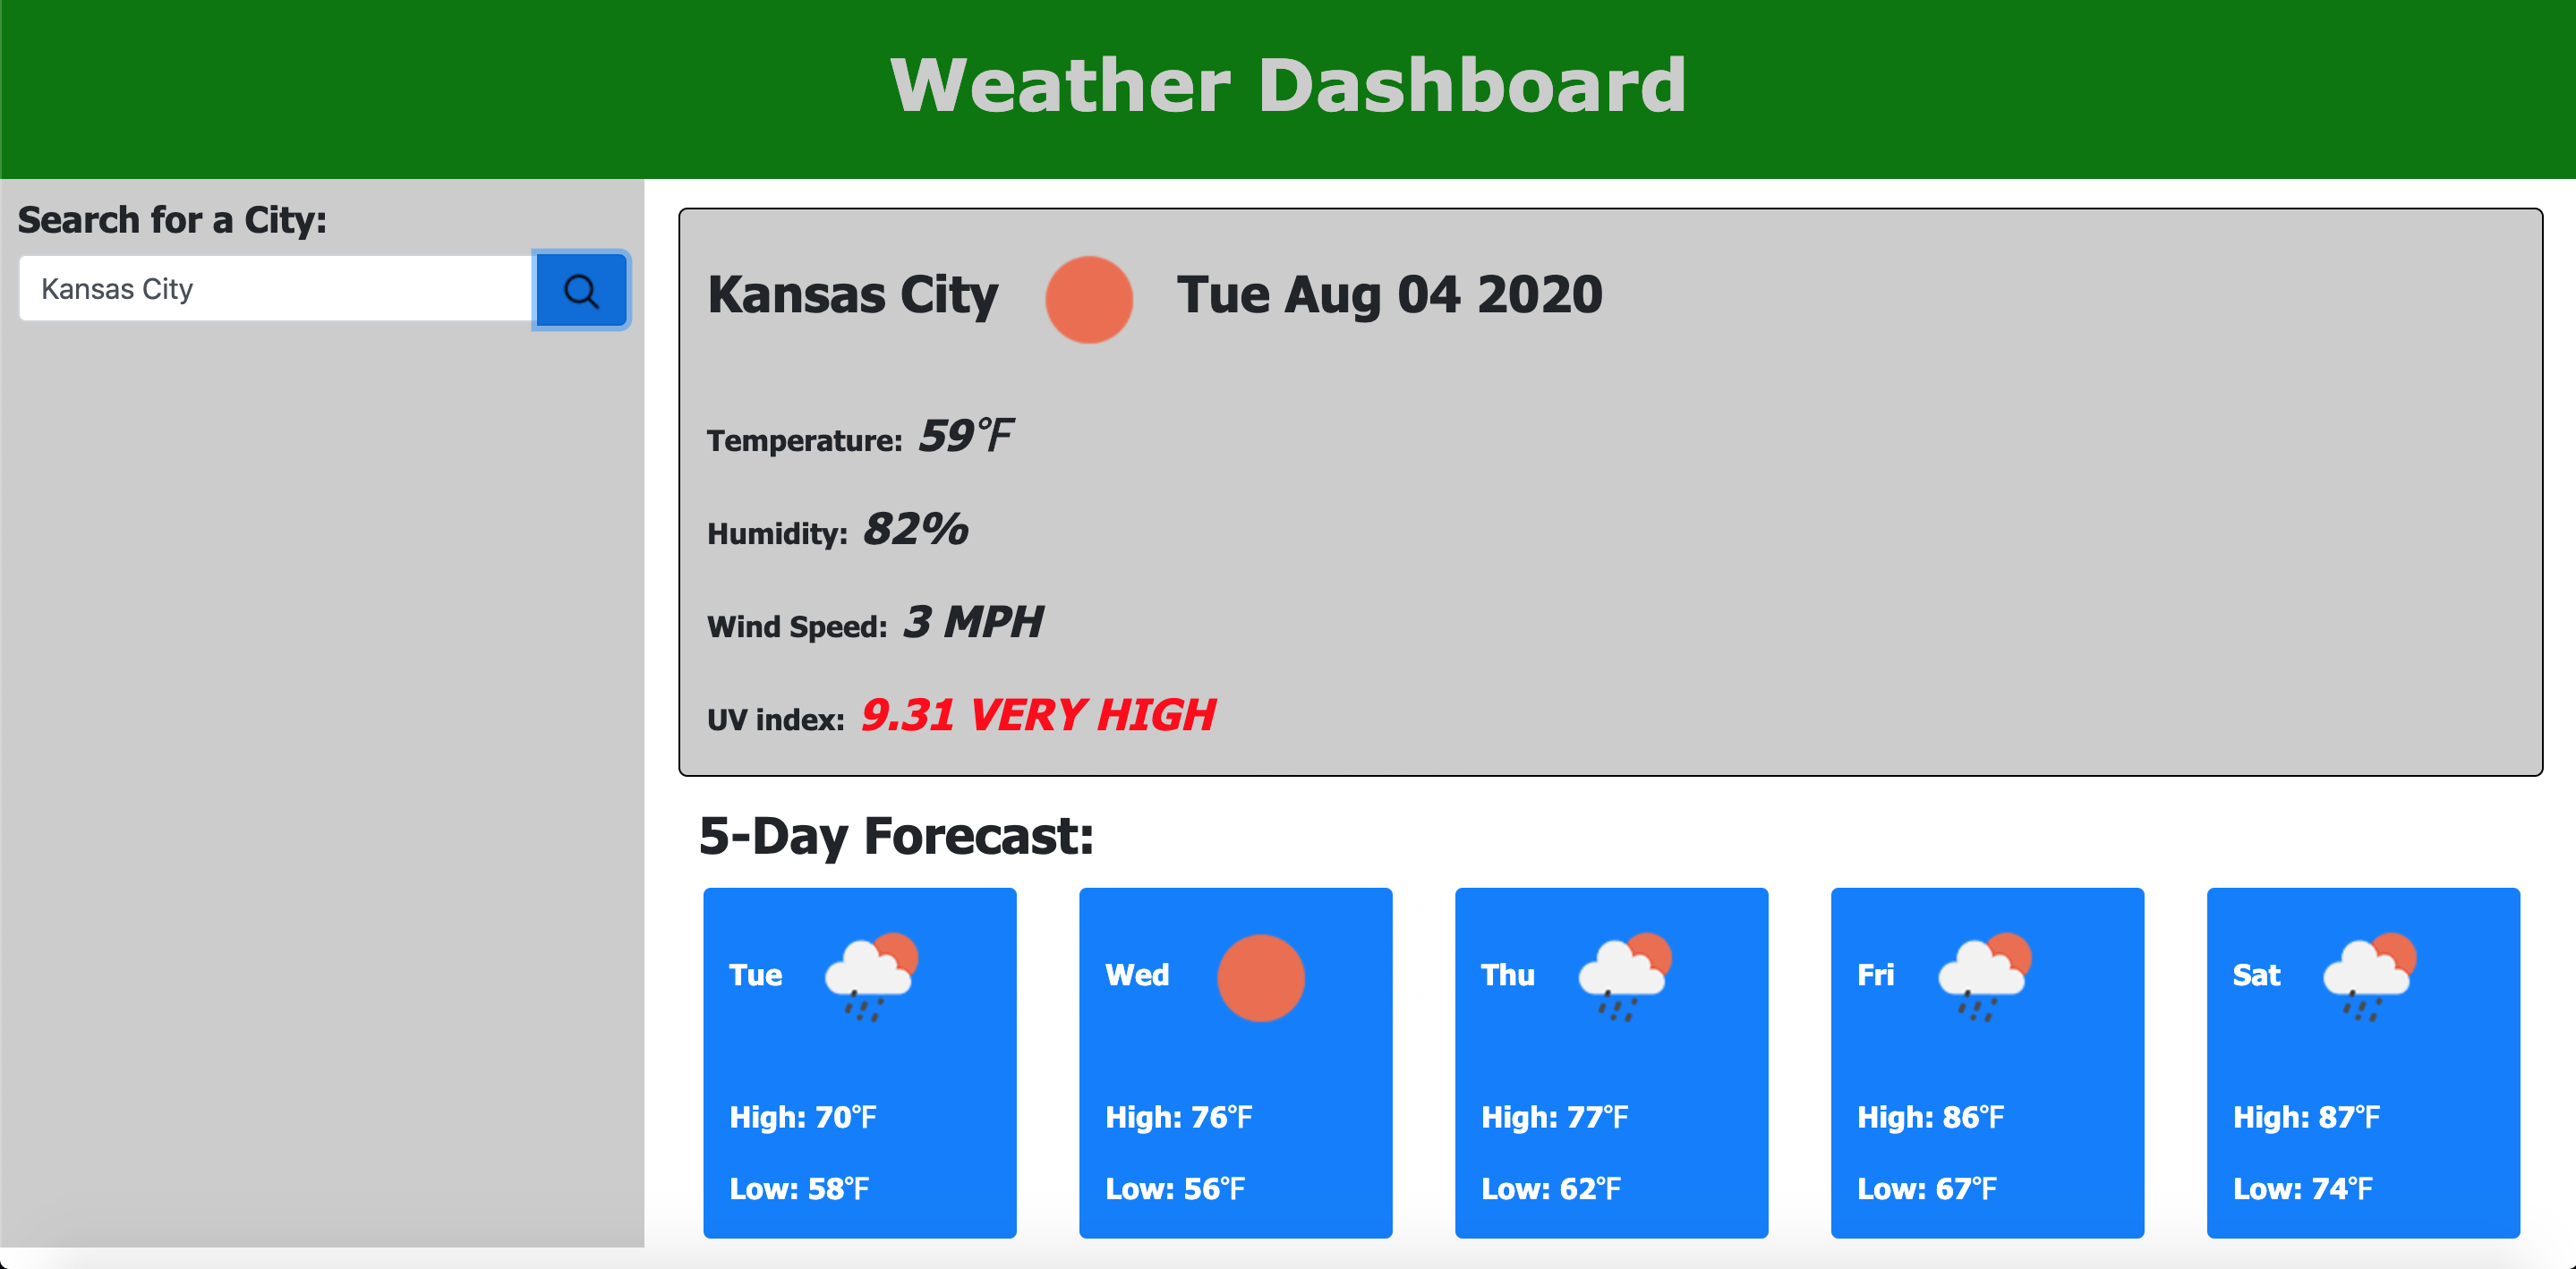 Weather Dashboard
Search for a City:
Kansas City
Kansas City Tue Aug 04 2020
Temperature: 59°F
Humidity: 82%
Wind Speed: 3 MPH
UV index: 9.31 VERY HIGH
5-Day Forecast:
Tue
High: 70°F
Low: 58°F
Wed
High: 76°F
Low: 56°F
Thu
High: 77°F
Low: 62°F
Fri
High: 86°F
Low: 67°F
Sat
High: 87°F
Low: 74°F